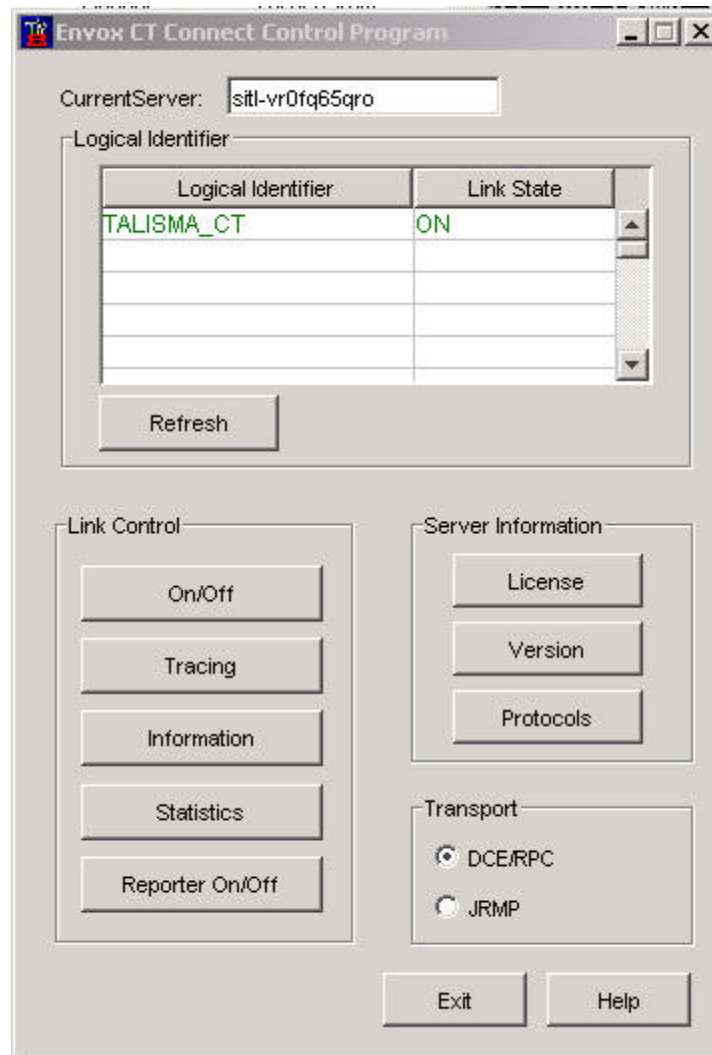 Envox CT Connect Control Program
CurrentServer: sitl-vr0fq65qro
Logical Identifier
Logical Identifier Link State
TALISMA_CT ON
Refresh
Link Control
On/Off
Tracing
Information
Statistics
Reporter On/Off
Server Information
License
Version
Protocols
Transport
DCE/RPC
JRMP
Exit Help